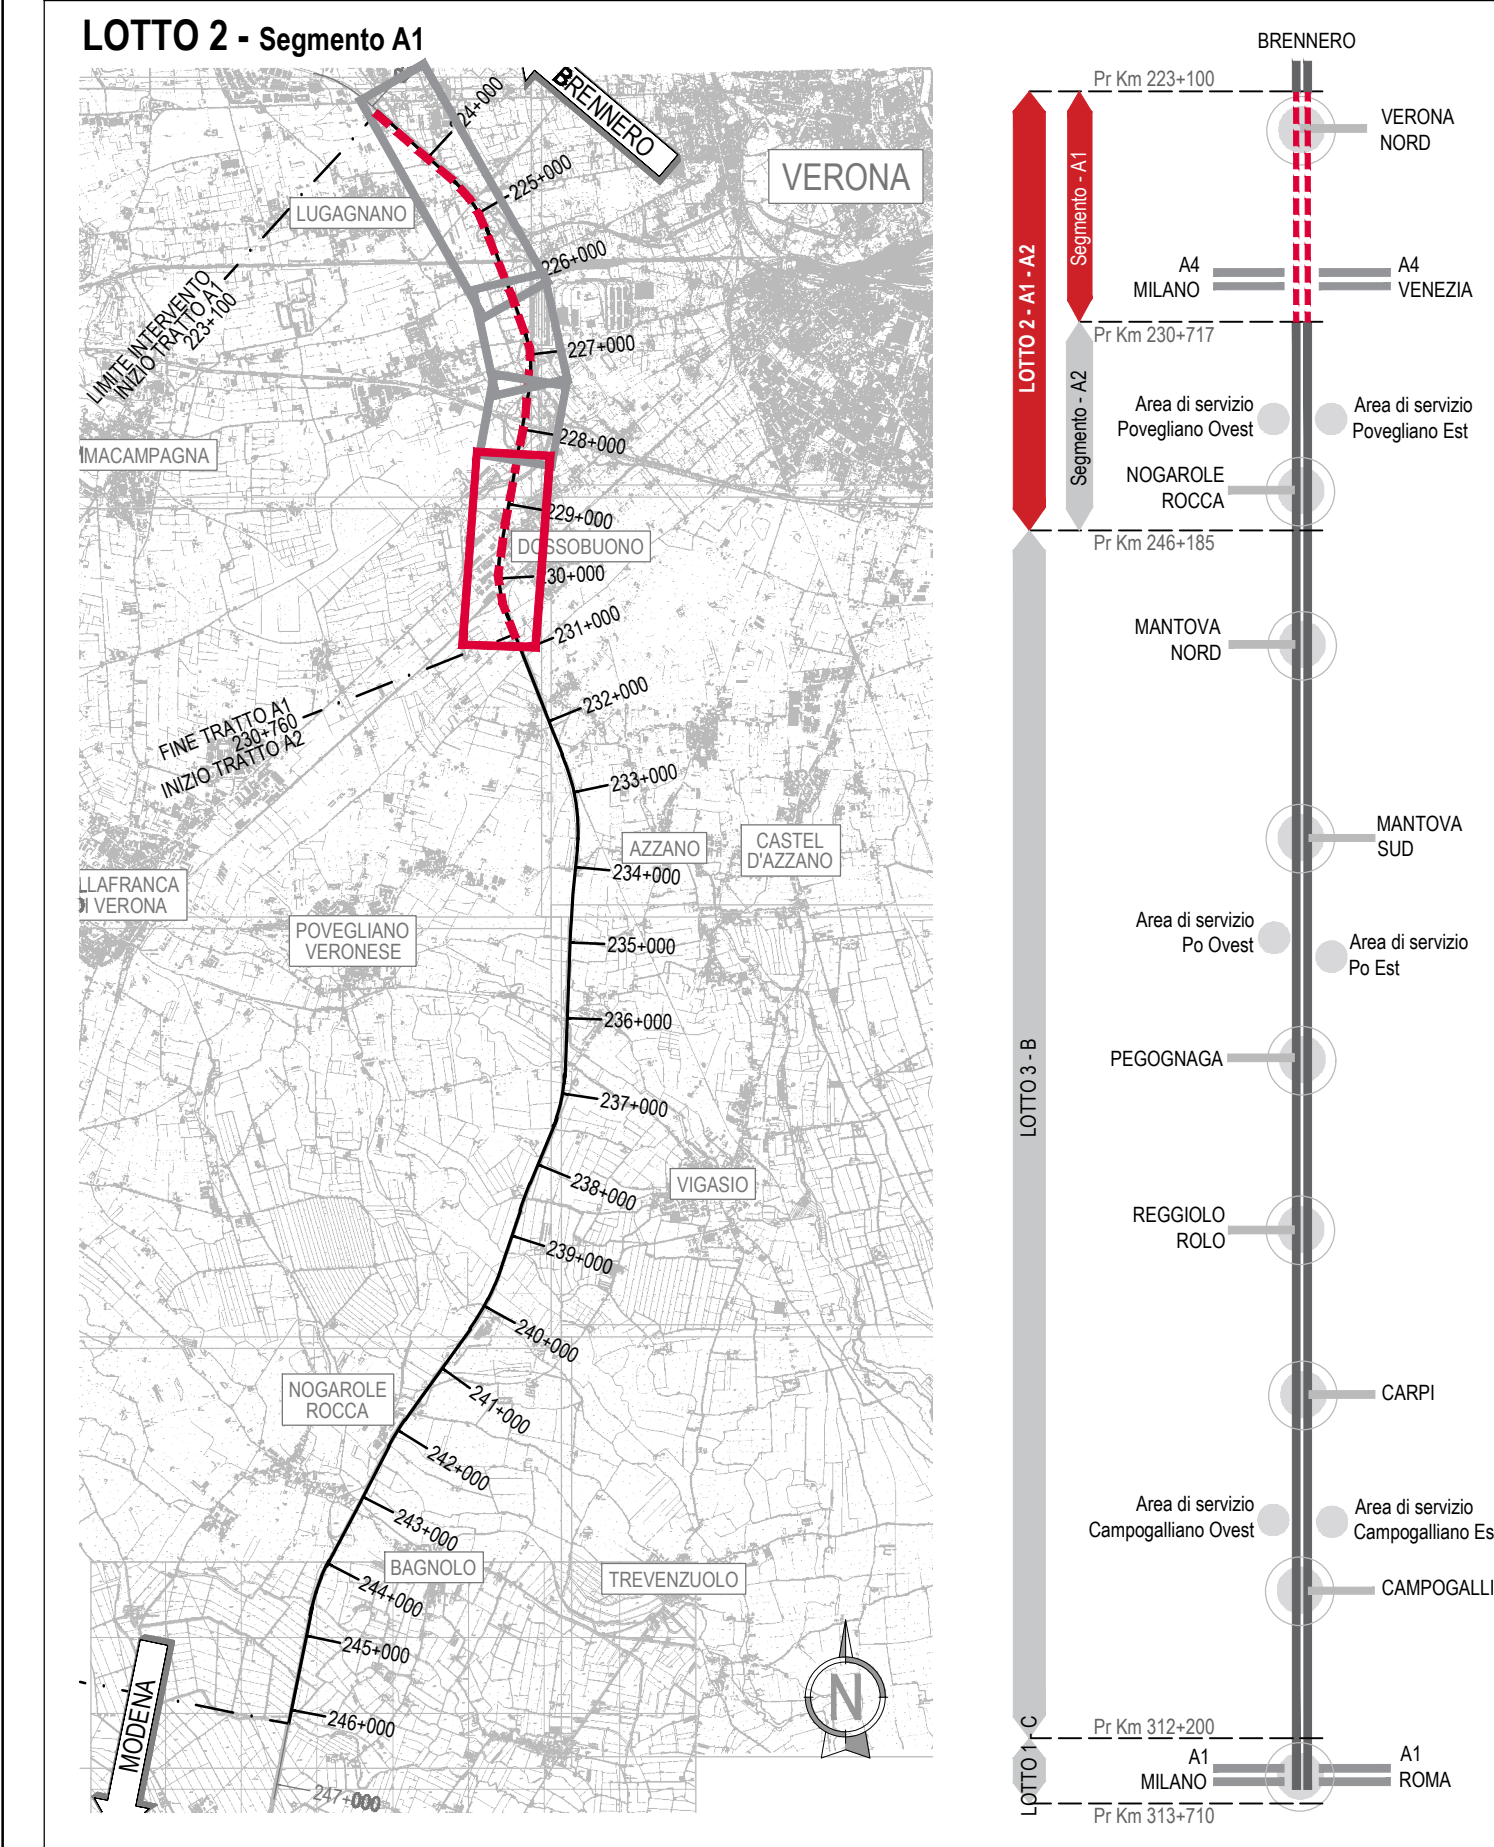 LOTTO 2 - Segmento A1
BRENNERO
224+000
225+000
VERONA
LUGAGNANO
226+000
LIMITE INTERVENTO
INIZIO TRATTO A1
223+100
227+000
228+000
MMACAMPAGNA
229+000
DOSSOBUONO
230+000
231+000
232+000
FINE TRATTO A1
230+760
INIZIO TRATTO A2
233+000
AZZANO
CASTEL
D'AZZANO
234+000
LLAFRANCA
DI VERONA
POVEGLIANO
VERONESE
235+000
236+000
237+000
VIGASIO
238+000
239+000
240+000
NOGAROLE
ROCCA
241+000
242+000
243+000
BAGNOLO
TREVENZUOLO
244+000
245+000
MODENA
N
246+000
247+000
BRENNERO
Pr Km 223+100
VERONA
NORD
Segmento - A1
LOTTO 2 - A1 - A2
A4
MILANO
A4
VENEZIA
Pr Km 230+717
Segmento - A2
Area di servizio
Povegliano Ovest
Area di servizio
Povegliano Est
NOGAROLE
ROCCA
Pr Km 246+185
MANTOVA
NORD
MANTOVA
SUD
Area di servizio
Po Ovest
Area di servizio
Po Est
LOTTO 3 - B
PEGOGNAGA
REGGIOLO
ROLO
CARPI
Area di servizio
Campogalliano Ovest
Area di servizio
Campogalliano Es
CAMPOGALLI
Pr Km 312+200
LOTTO 1 C
A1
MILANO
A1
ROMA
Pr Km 313+710